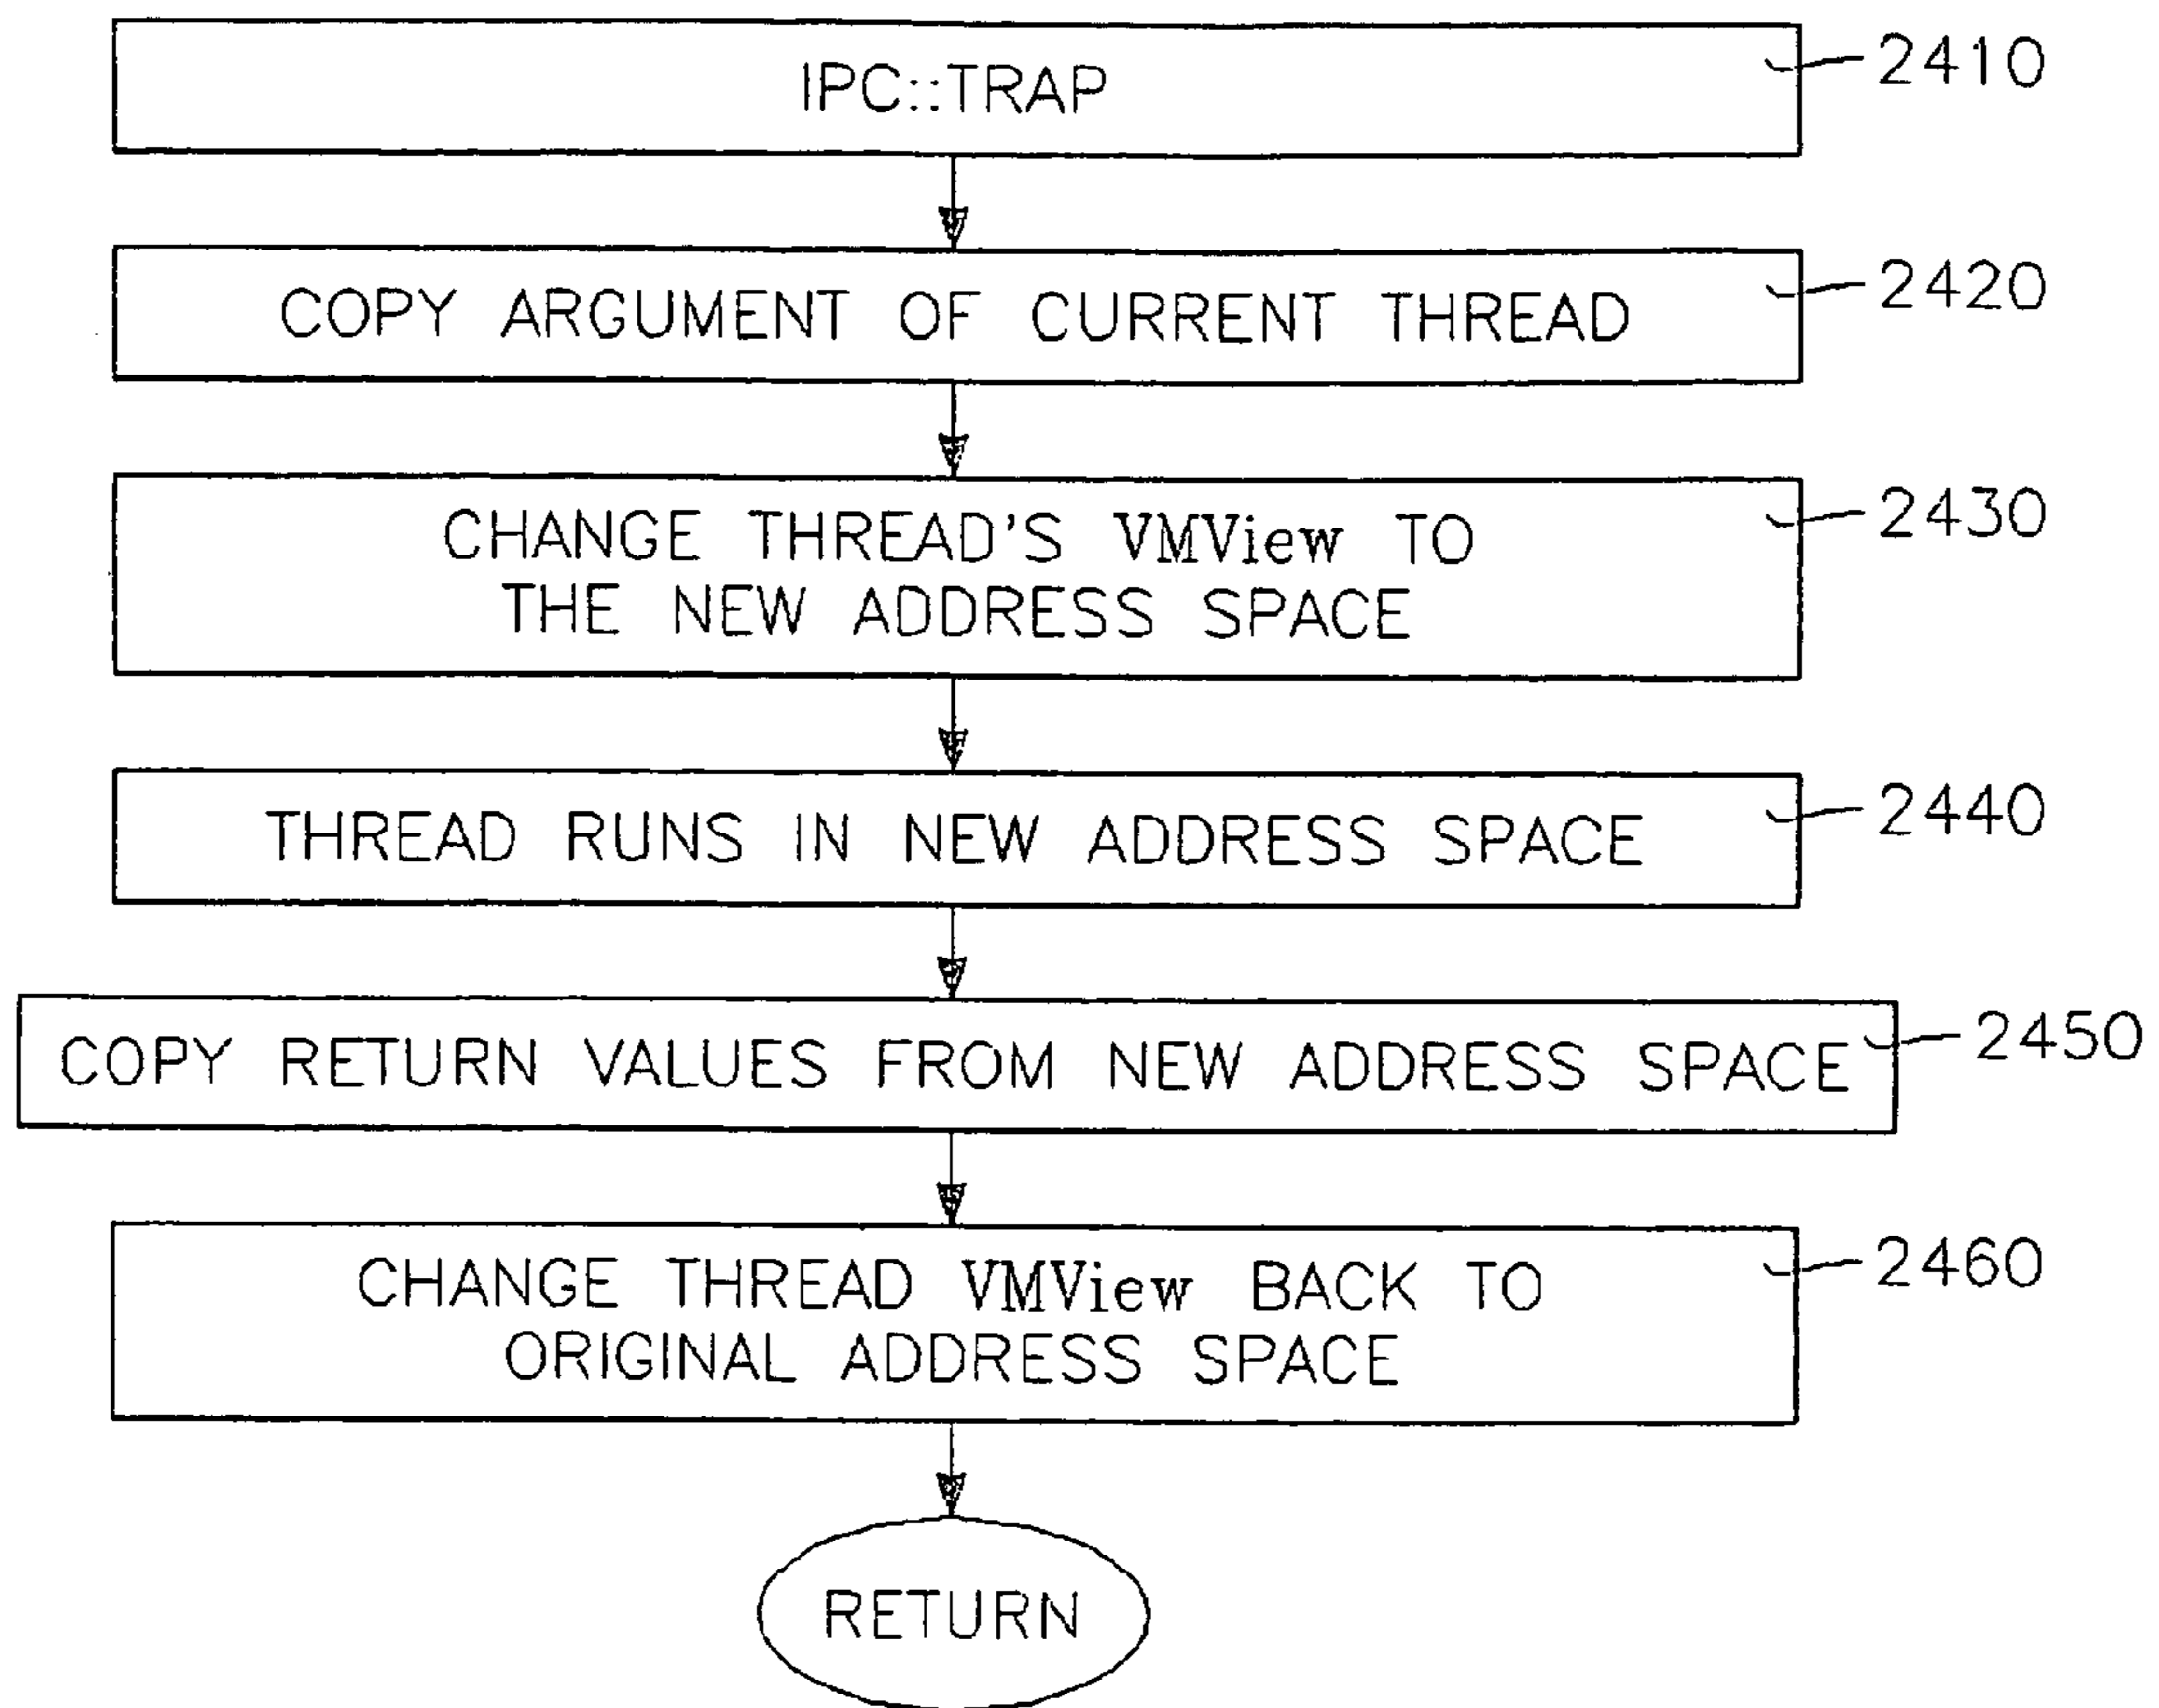 IPC::TRAP
2410
COPY ARGUMENT OF CURRENT THREAD
2420
CHANGE THREAD'S VMView TO
THE NEW ADDRESS SPACE
2430
THREAD RUNS IN NEW ADDRESS SPACE
2440
COPY RETURN VALUES FROM NEW ADDRESS SPACE
2450
CHANGE THREAD VMView BACK TO
ORIGINAL ADDRESS SPACE
2460
RETURN